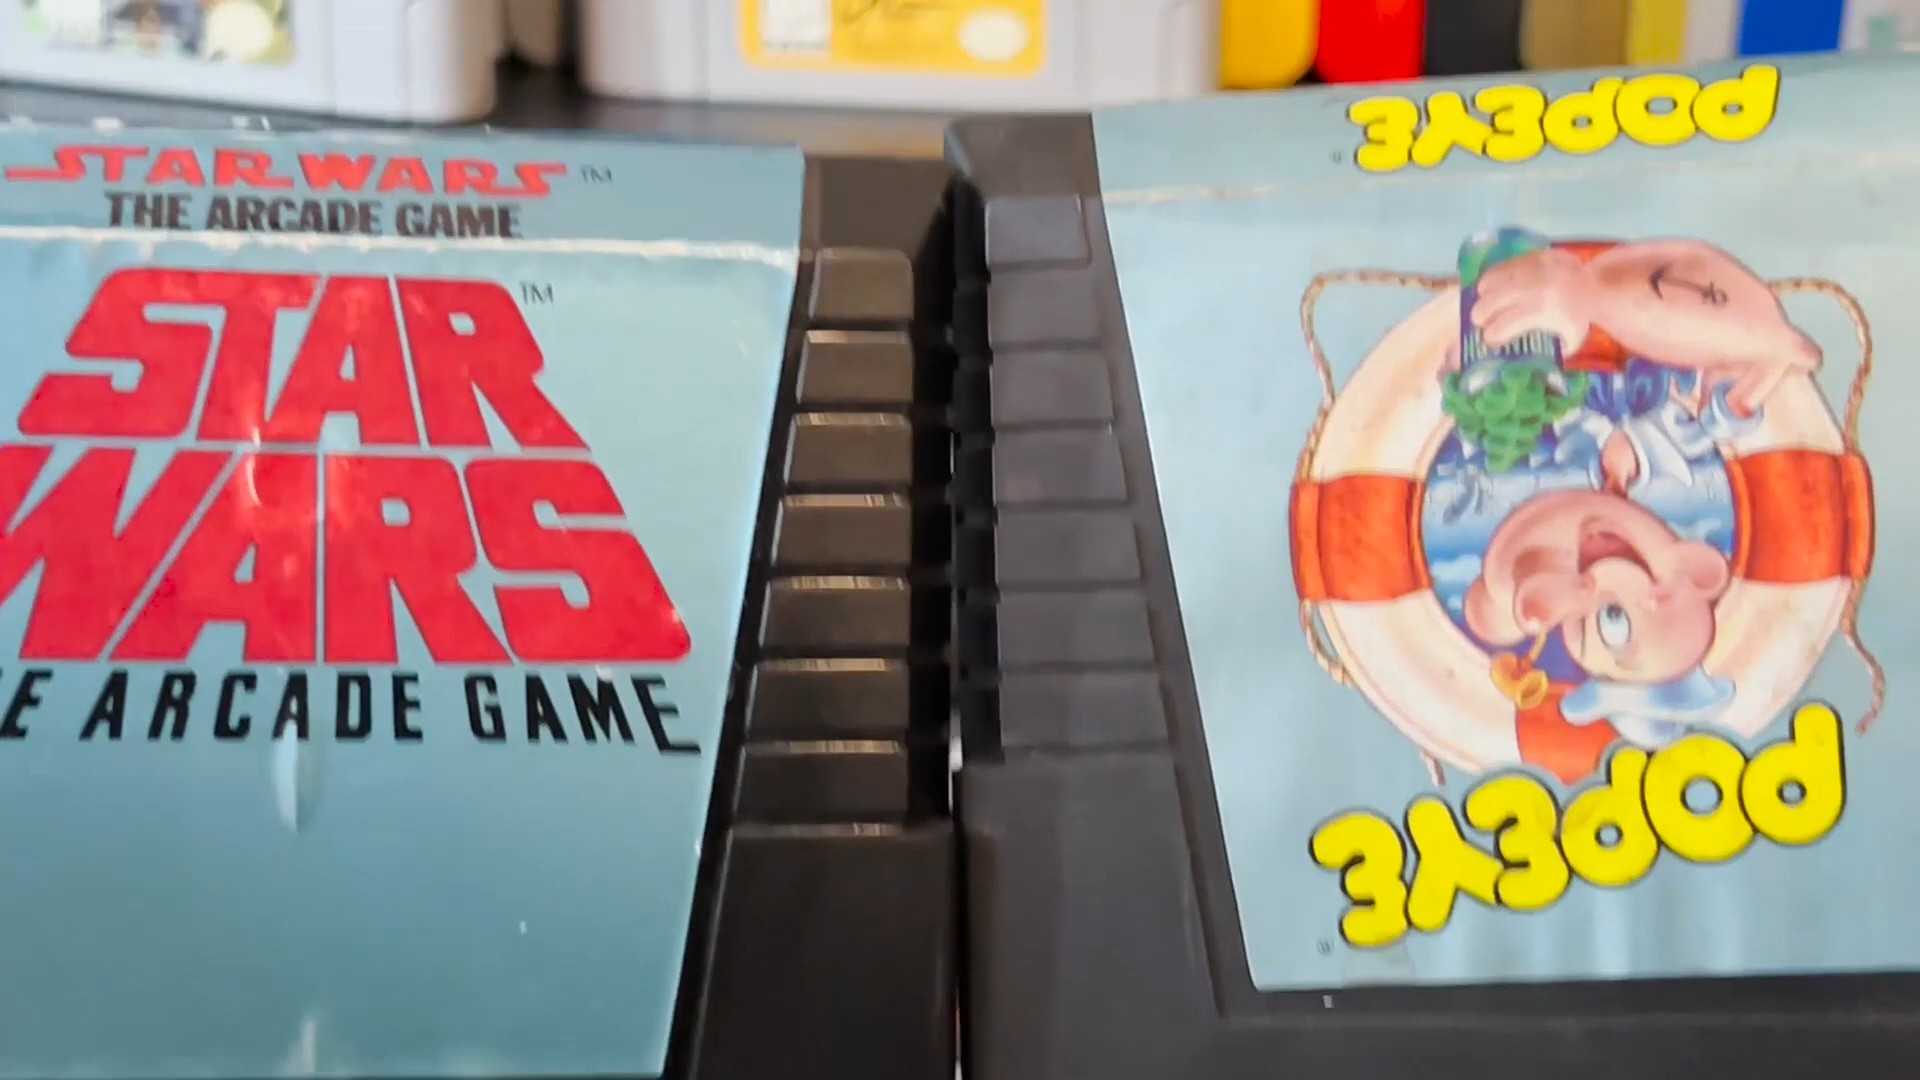 STAR WARS™
THE ARCADE GAME
STAR™
WARS
E ARCADE GAME
POPEYE
POPEYE